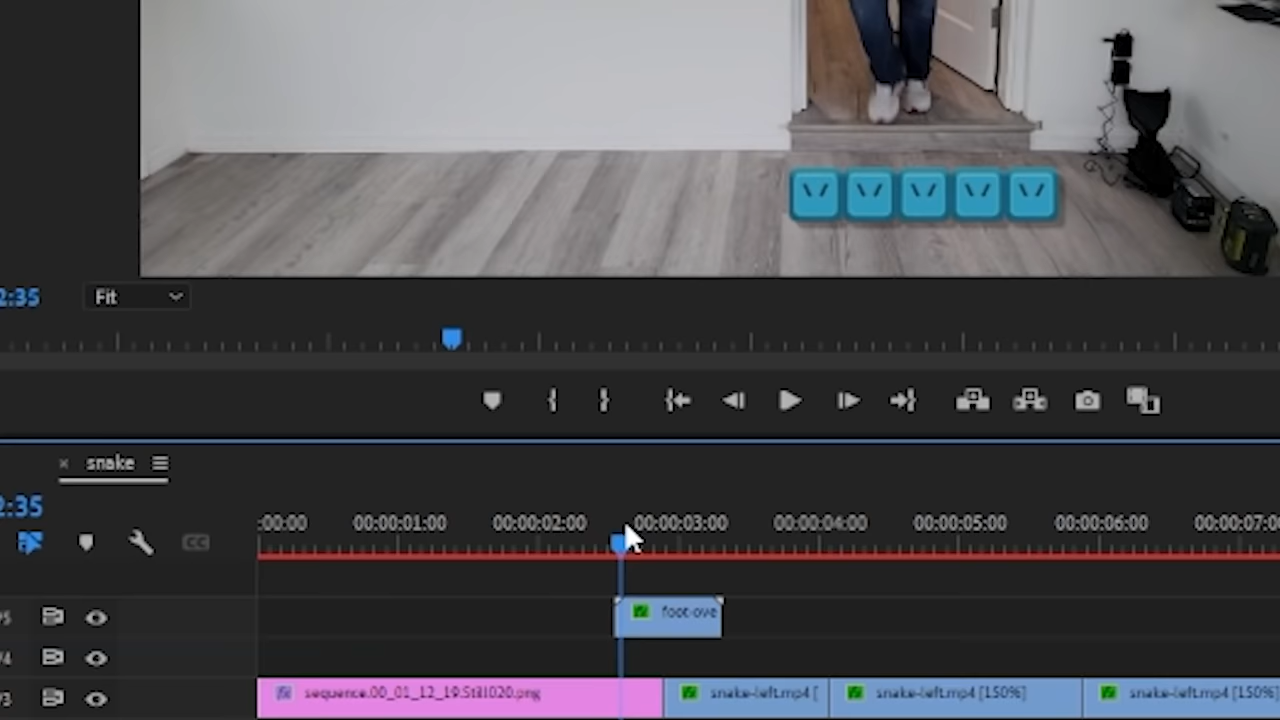 2:35
Fit
snake
2:35
:00:00 00:00:01:00 00:00:02:00 00:00:03:00 00:00:04:00 00:00:05:00 00:00:06:00 00:00:07:0
CC
foot-ove
sequence.00_01_12_19.Still020.png snake-left.mp4 [ snake-left.mp4 [150%] snake-left.mp4 [150%]